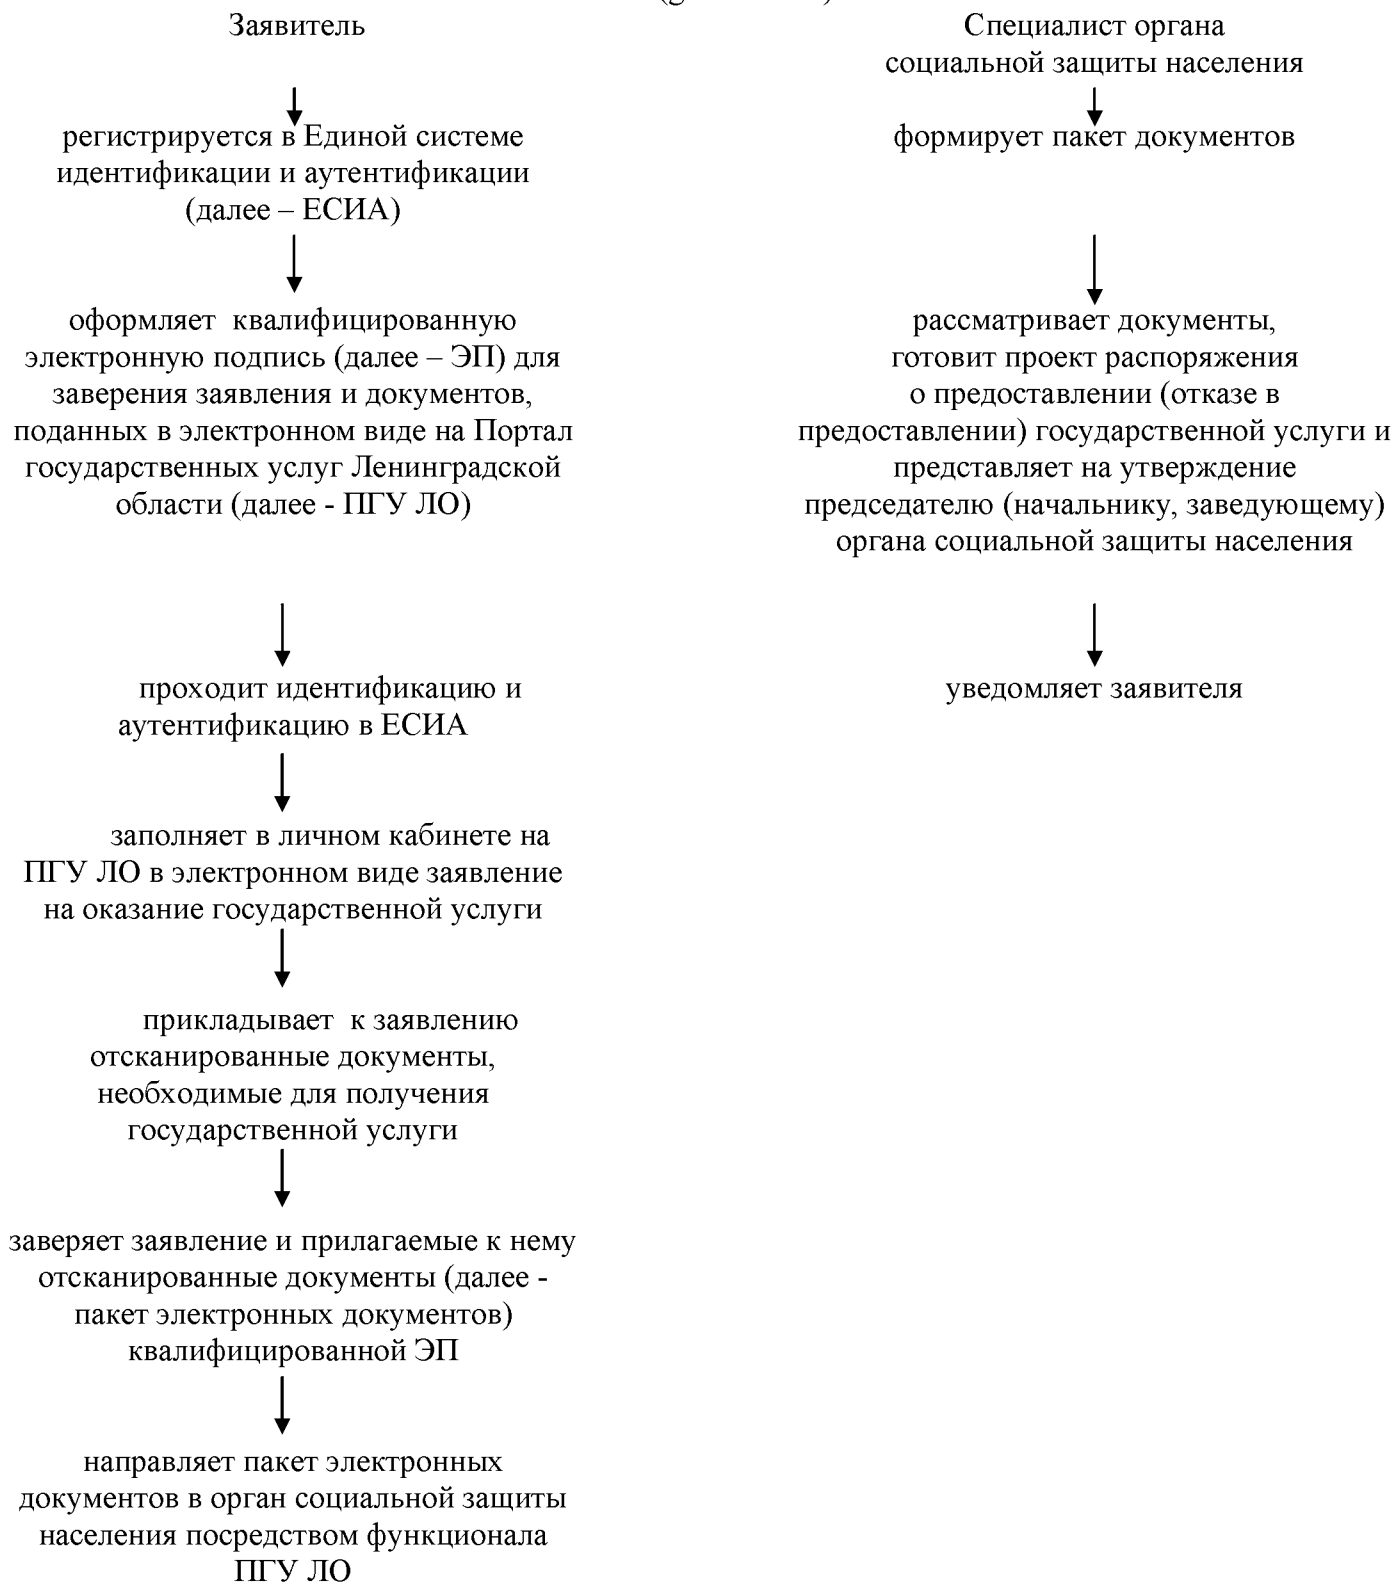 Заявитель
регистрируется в Единой системе
идентификации и аутентификации
(далее – ЕСИА)
оформляет  квалифицированную
электронную подпись (далее – ЭП) для
заверения заявления и документов,
поданных в электронном виде на Портал
государственных услуг Ленинградской
области (далее - ПГУ ЛО)
проходит идентификацию и
аутентификацию в ЕСИА
заполняет в личном кабинете на
ПГУ ЛО в электронном виде заявление
на оказание государственной услуги
прикладывает  к заявлению
отсканированные документы,
необходимые для получения
государственной услуги
заверяет заявление и прилагаемые к нему
отсканированные документы (далее -
пакет электронных документов)
квалифицированной ЭП
направляет пакет электронных
документов в орган социальной защиты
населения посредством функционала
ПГУ ЛО
Специалист органа
социальной защиты населения
формирует пакет документов
рассматривает документы,
готовит проект распоряжения
о предоставлении (отказе в
предоставлении) государственной услуги и
представляет на утверждение
председателю (начальнику, заведующему)
органа социальной защиты населения
уведомляет заявителя